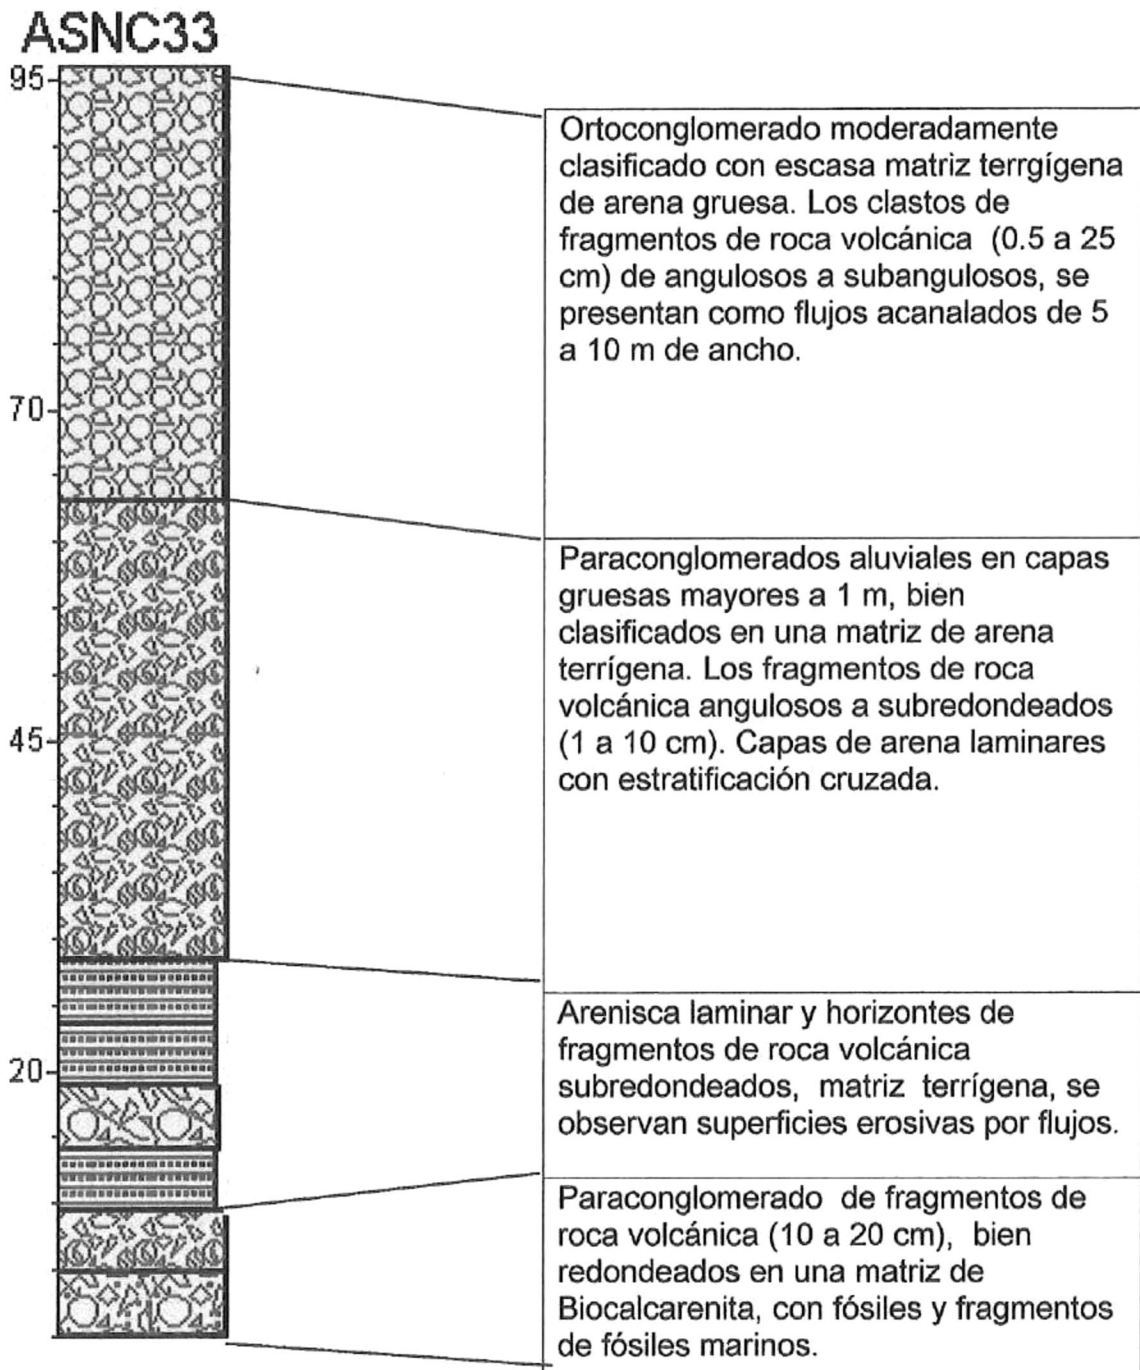 ASNC33
95
Ortoconglomerado moderadamente
clasificado con escasa matriz terrgígena
de arena gruesa. Los clastos de
fragmentos de roca volcánica (0.5 a 25
cm) de angulosos a subangulosos, se
presentan como flujos acanalados de 5
a 10 m de ancho.
70
Paraconglomerados aluviales en capas
gruesas mayores a 1 m, bien
clasificados en una matriz de arena
terrígena. Los fragmentos de roca
volcánica angulosos a subredondeados
(1 a 10 cm). Capas de arena laminares
con estratificación cruzada.
45
Arenisca laminar y horizontes de
fragmentos de roca volcánica
subredondeados, matriz terrígena, se
observan superficies erosivas por flujos.
20
Paraconglomerado de fragmentos de
roca volcánica (10 a 20 cm), bien
redondeados en una matriz de
Biocalcarenita, con fósiles y fragmentos
de fósiles marinos.